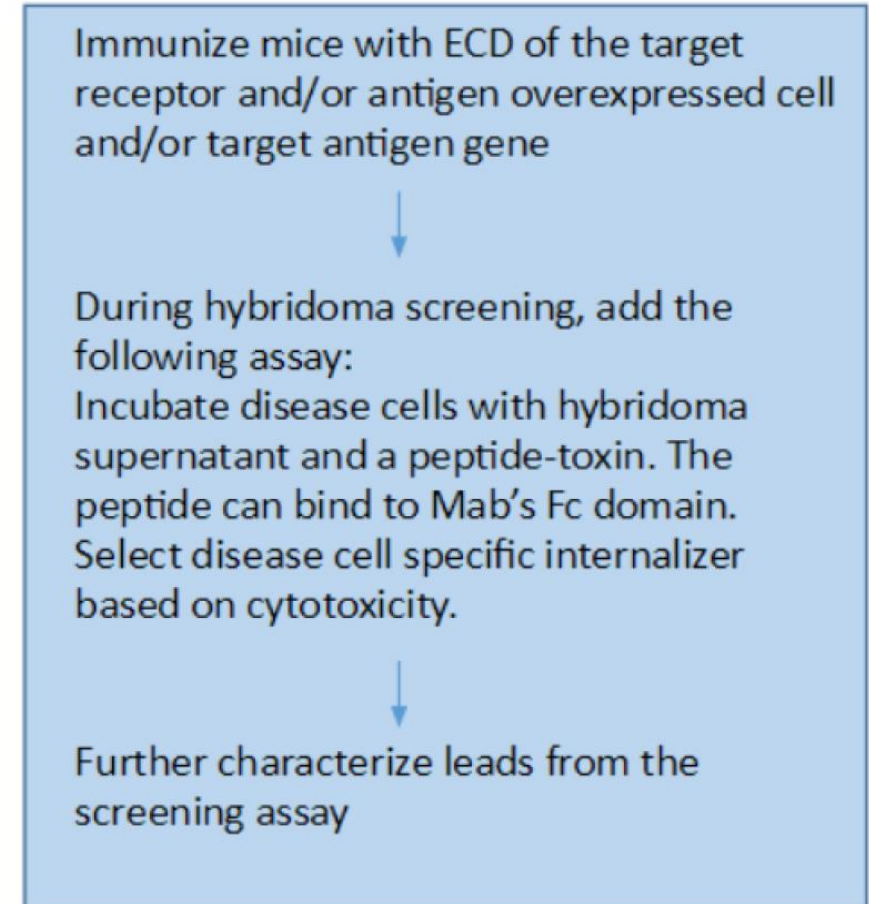 Immunize mice with ECD of the target
receptor and/or antigen overexpressed cell
and/or target antigen gene
During hybridoma screening, add the
following assay:
Incubate disease cells with hybridoma
supernatant and a peptide-toxin. The
peptide can bind to Mab’s Fc domain.
Select disease cell specific internalizer
based on cytotoxicity.
Further characterize leads from the
screening assay